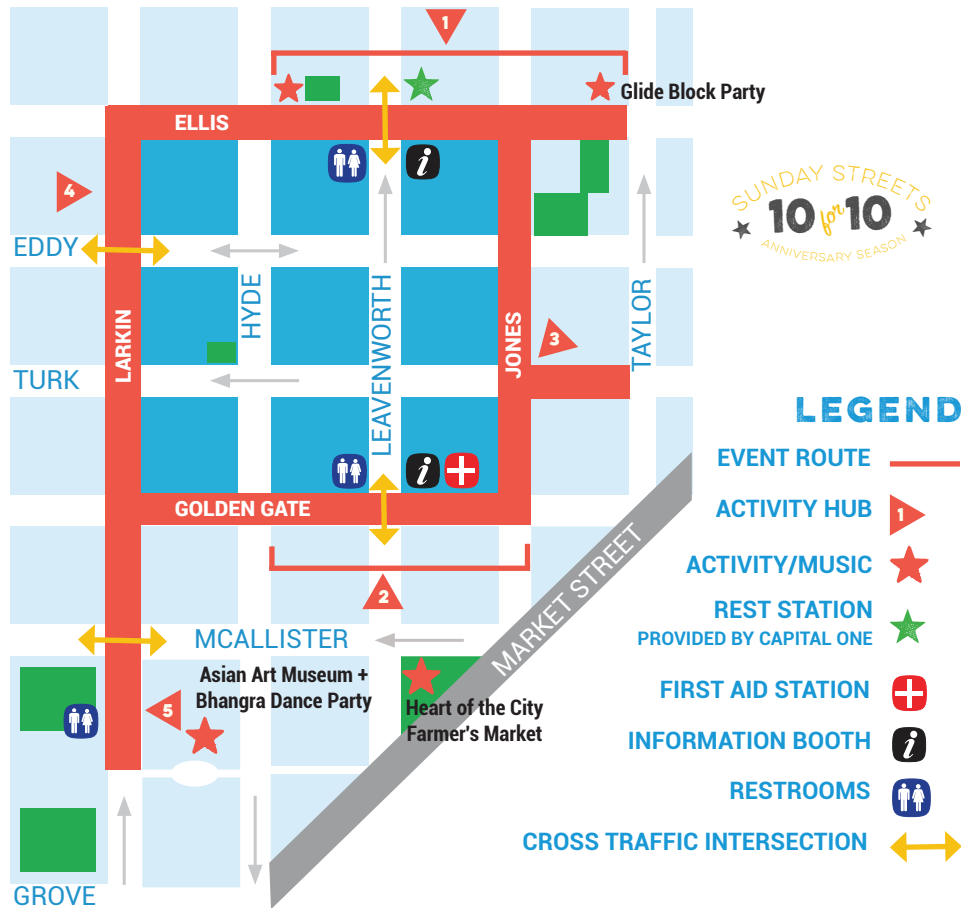 1
Glide Block Party
ELLIS
4
EDDY
HYDE
LEAVENWORTH
LARKIN
JONES
3
TAYLOR
TURK
GOLDEN GATE
2
MARKET STREET
MCALLISTER
Asian Art Museum +
Bhangra Dance Party
5
Heart of the City
Farmer's Market
GROVE
i
i
SUNDAY STREETS
10 for 10
ANNIVERSARY SEASON
LEGEND
EVENT ROUTE
ACTIVITY HUB
1
ACTIVITY/MUSIC
REST STATION
PROVIDED BY CAPITAL ONE
FIRST AID STATION
INFORMATION BOOTH
i
RESTROOMS
CROSS TRAFFIC INTERSECTION